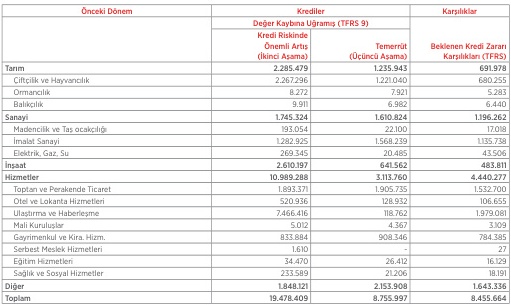 Önceki Dönem Krediler Karşılıklar
Değer Kaybına Uğramış (TFRS 9)
Kredi Riskinde
Önemli Artış
(İkinci Aşama)
Temerrüt
(Üçüncü Aşama)
Beklenen Kredi Zararı
Karşılıkları (TFRS)
Tarım 2.285.479 1.235.943 691.978
Çiftçilik ve Hayvancılık 2.267.296 1.221.040 680.255
Ormancılık 8.272 7.921 5.283
Balıkçılık 9.911 6.982 6.440
Sanayi 1.745.324 1.610.824 1.196.262
Madencilik ve Taş ocakçılığı 193.054 22.100 17.018
İmalat Sanayi 1.282.925 1.568.239 1.135.738
Elektrik, Gaz, Su 269.345 20.485 43.506
İnşaat 2.610.197 641.562 483.811
Hizmetler 10.989.288 3.113.760 4.440.277
Toptan ve Perakende Ticaret 1.893.371 1.905.735 1.532.700
Otel ve Lokanta Hizmetleri 520.936 128.932 106.655
Ulaştırma ve Haberleşme 7.466.416 118.762 1.979.081
Mali Kuruluşlar 5.012 4.367 3.109
Gayrimenkul ve Kira. Hizm. 833.884 908.346 784.385
Serbest Meslek Hizmetleri 1.610 - 27
Eğitim Hizmetleri 34.470 26.412 16.129
Sağlık ve Sosyal Hizmetler 233.589 21.206 18.191
Diğer 1.848.121 2.153.908 1.643.336
Toplam 19.478.409 8.755.997 8.455.664